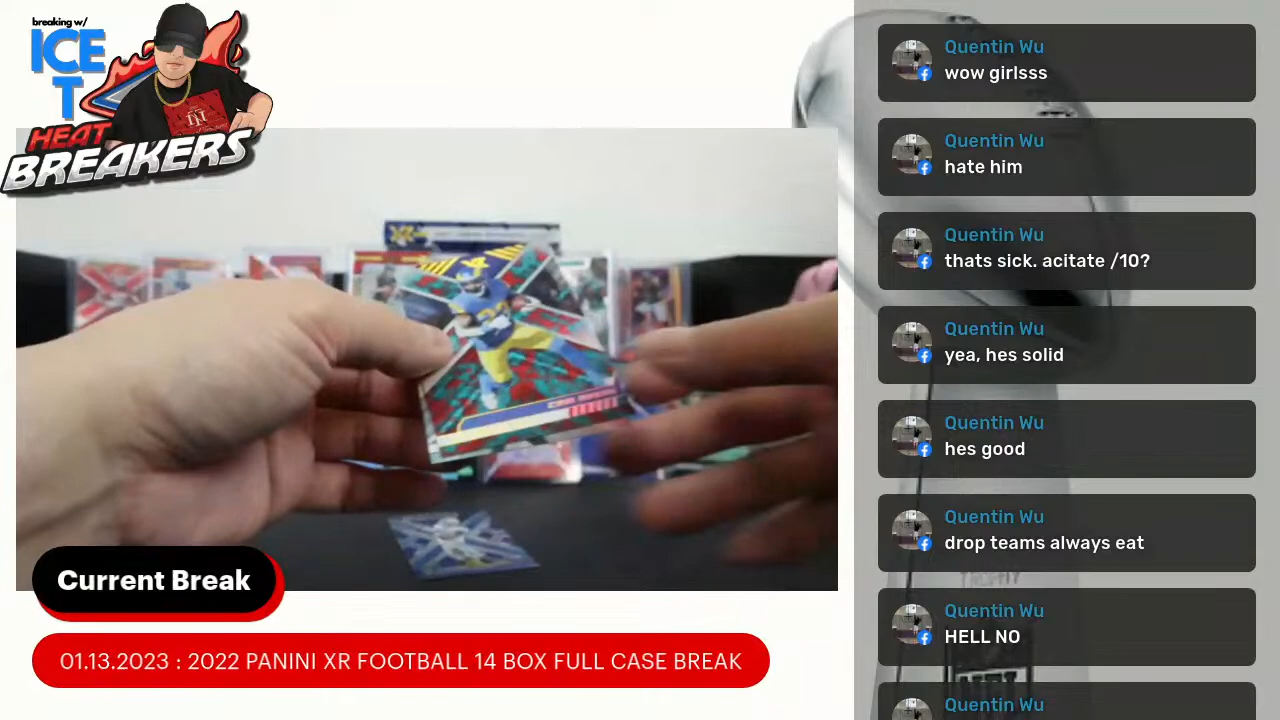 breaking w/
ICE
T
HEAT
BREAKERS
Quentin Wu
wow girlsss
Quentin Wu
hate him
Quentin Wu
thats sick. acitate /10?
Quentin Wu
yea, hes solid
Quentin Wu
hes good
Quentin Wu
drop teams always eat
Quentin Wu
HELL NO
Quentin Wu
XR
Current Break
01.13.2023 : 2022 PANINI XR FOOTBALL 14 BOX FULL CASE BREAK